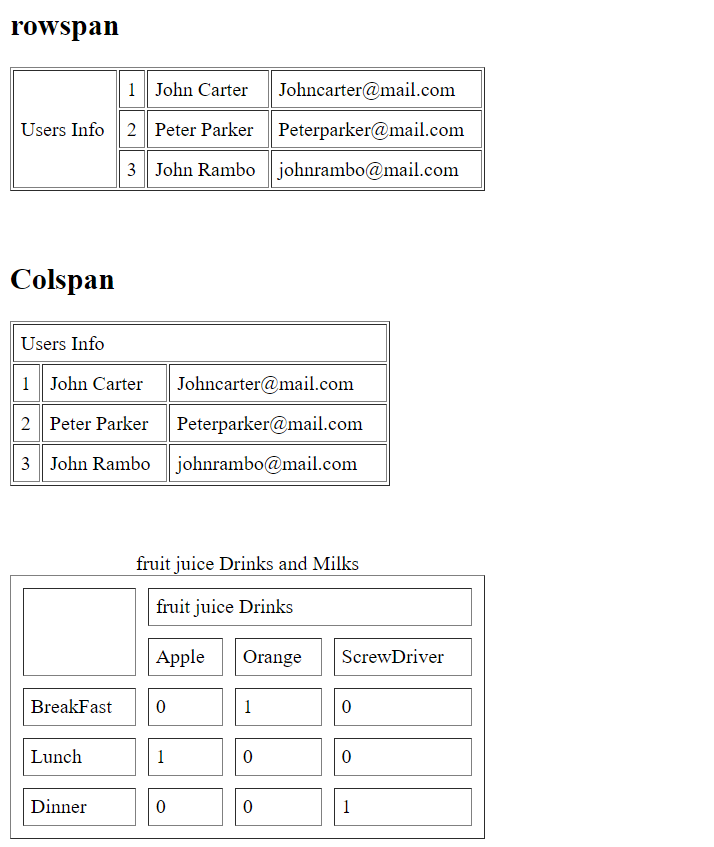 rowspan
1 John Carter Johncarter@mail.com
Users Info 2 Peter Parker Peterparker@mail.com
3 John Rambo johnrambo@mail.com
Colspan
Users Info
1 John Carter Johncarter@mail.com
2 Peter Parker Peterparker@mail.com
3 John Rambo johnrambo@mail.com
fruit juice Drinks and Milks
fruit juice Drinks
Apple Orange ScrewDriver
BreakFast 0 1 0
Lunch 1 0 0
Dinner 0 0 1